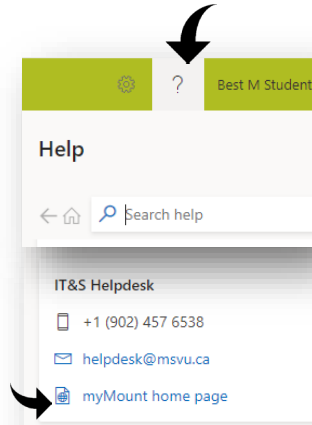 ? Best M Student
Help
Search help
IT&S Helpdesk
+1 (902) 457 6538
helpdesk@msvu.ca
myMount home page